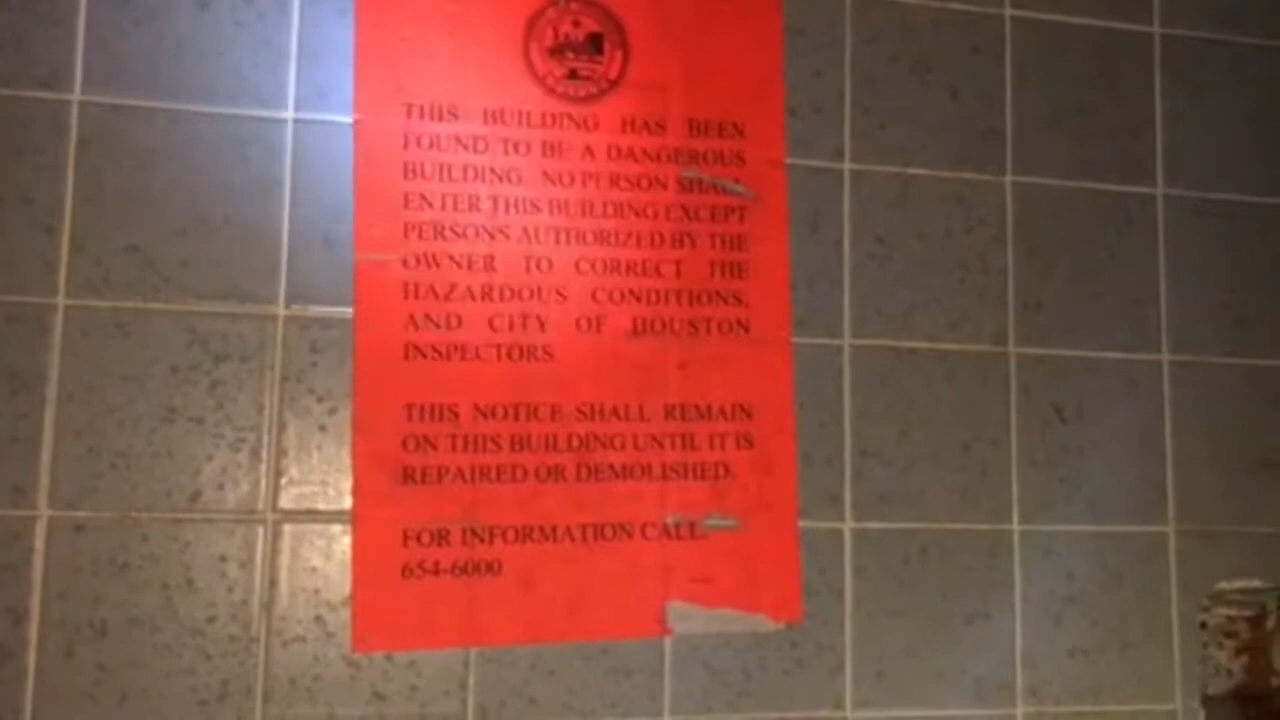 THIS BUILDING HAS BEEN
FOUND TO BE A DANGEROUS
BUILDING. NO PERSON SHALL
ENTER THIS BUILDING EXCEPT
PERSONS AUTHORIZED BY THE
OWNER TO CORRECT THE
HAZARDOUS CONDITIONS,
AND CITY OF HOUSTON
INSPECTORS.
THIS NOTICE SHALL REMAIN
ON THIS BUILDING UNTIL IT IS
REPAIRED OR DEMOLISHED.
FOR INFORMATION CALL:
654-6000